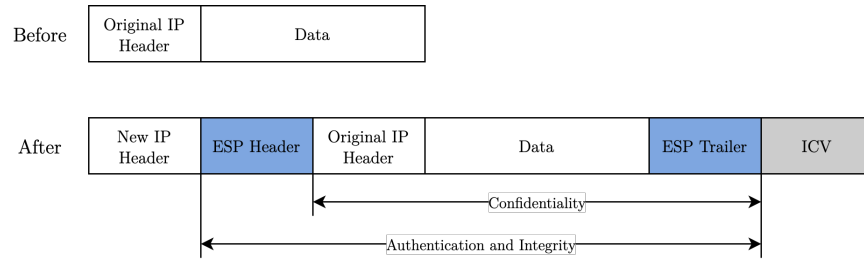 Before
Original IP
Header
Data
After
New IP
Header
ESP Header
Original IP
Header
Data
ESP Trailer
ICV
Confidentiality
Authentication and Integrity